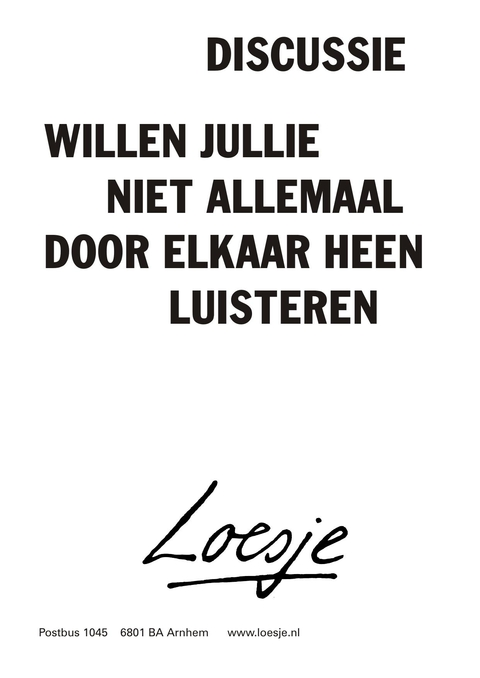 DISCUSSIE
WILLEN JULLIE
NIET ALLEMAAL
DOOR ELKAAR HEEN
LUISTEREN
Loesje
Postbus 1045 6801 BA Arnhem www.loesje.nl